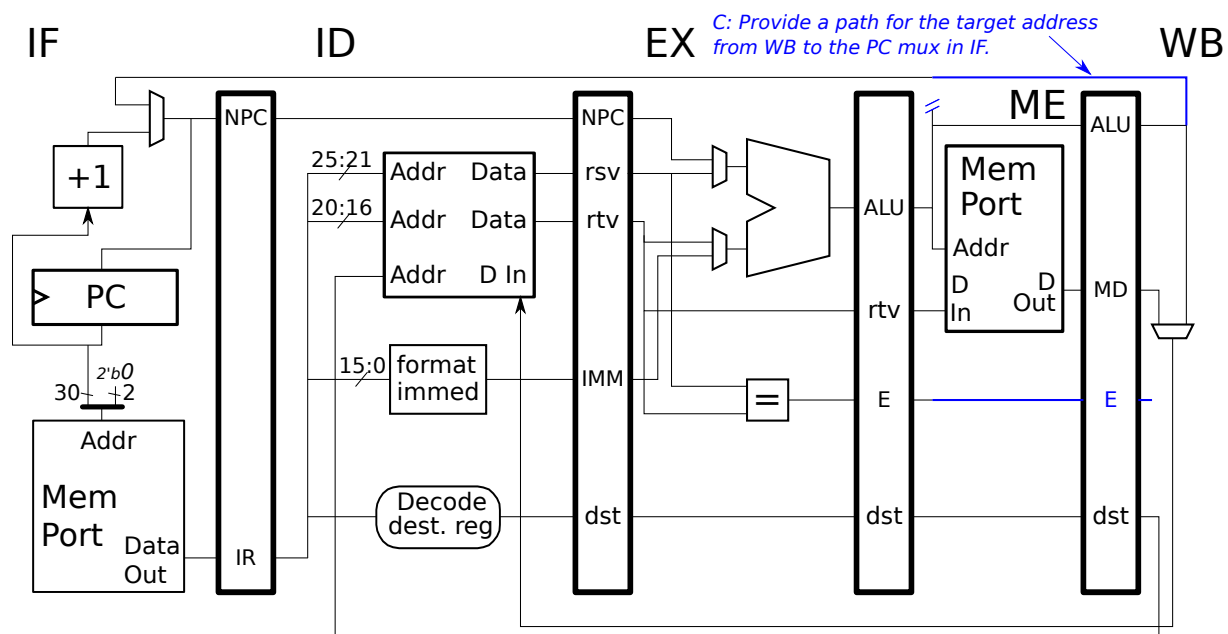 C: Provide a path for the target address
from WB to the PC mux in IF.
IF
ID
EX
WB
ME
NPC
NPC
ALU
+1
25:21
Addr
Data
rsv
20:16
Addr
Data
rtv
Addr
D In
ALU
Mem
Port
Addr
D
In
D
Out
MD
PC
rtv
30
2'b0
2
15:0
format
immed
IMM
=
E
E
Addr
Mem
Port
Data
Out
IR
Decode
dest. reg
dst
dst
dst